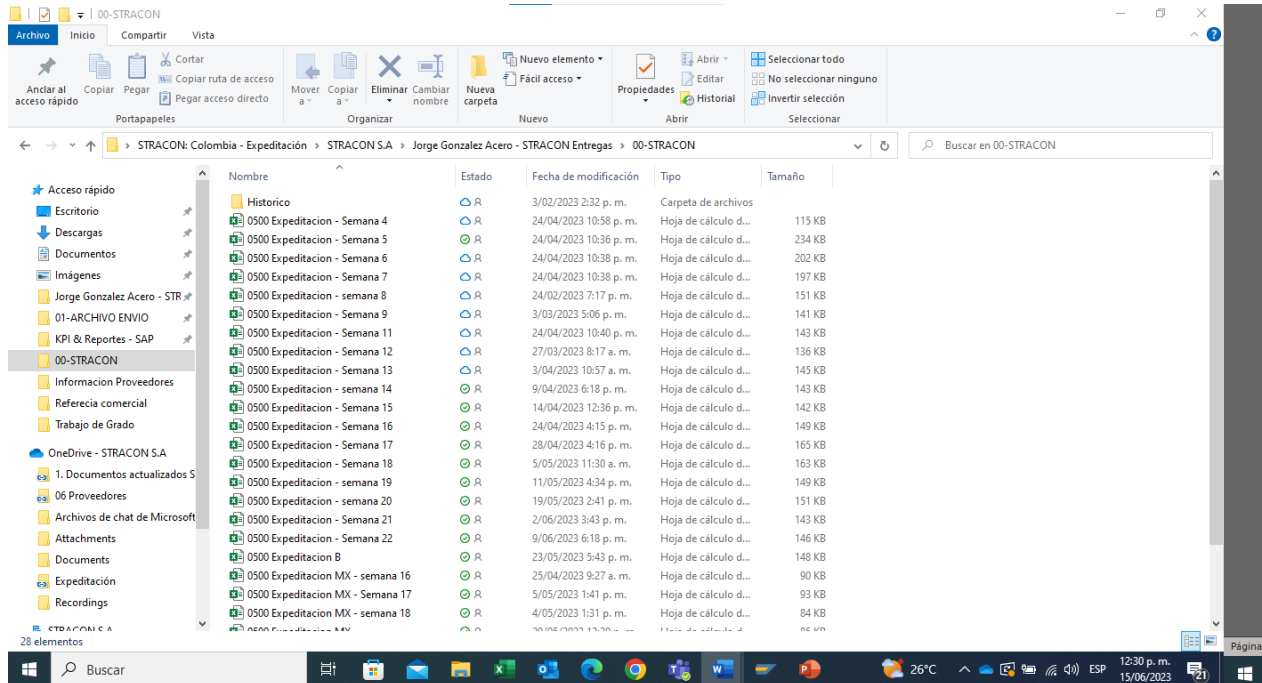 00-STRACON
Archivo Inicio Compartir Vista
Anclar al acceso rápido
Copiar
Pegar
Cortar
Copiar ruta de acceso
Pegar acceso directo
Portapapeles
Mover a
Copiar a
Eliminar
Cambiar nombre
Organizar
Nueva carpeta
Nuevo elemento
Fácil acceso
Nuevo
Propiedades
Abrir
Editar
Historial
Abrir
Seleccionar todo
No seleccionar ninguno
Invertir selección
Seleccionar
STRACON: Colombia - Expeditación > STRACON S.A > Jorge Gonzalez Acero - STRACON Entregas > 00-STRACON
Buscar en 00-STRACON
Acceso rápido
Escritorio
Descargas
Documentos
Imágenes
Jorge Gonzalez Acero - STR
01-ARCHIVO ENVIO
KPI & Reportes - SAP
00-STRACON
Informacion Proveedores
Referecia comercial
Trabajo de Grado
OneDrive - STRACON S.A
1. Documentos actualizados S
06 Proveedores
Archivos de chat de Microsoft
Attachments
Documents
Expeditación
Recordings
STRACON S.A
Nombre Estado Fecha de modificación Tipo Tamaño
Historico 3/02/2023 2:32 p. m. Carpeta de archivos
0500 Expeditacion - Semana 4 24/04/2023 10:58 p. m. Hoja de cálculo d... 115 KB
0500 Expeditacion - Semana 5 24/04/2023 10:36 p. m. Hoja de cálculo d... 234 KB
0500 Expeditacion - Semana 6 24/04/2023 10:38 p. m. Hoja de cálculo d... 202 KB
0500 Expeditacion - Semana 7 24/04/2023 10:38 p. m. Hoja de cálculo d... 197 KB
0500 Expeditacion - semana 8 24/02/2023 7:17 p. m. Hoja de cálculo d... 151 KB
0500 Expeditacion - Semana 9 3/03/2023 5:06 p. m. Hoja de cálculo d... 141 KB
0500 Expeditacion - Semana 11 24/04/2023 10:40 p. m. Hoja de cálculo d... 143 KB
0500 Expeditacion - Semana 12 27/03/2023 8:17 a. m. Hoja de cálculo d... 136 KB
0500 Expeditacion - Semana 13 3/04/2023 10:57 a. m. Hoja de cálculo d... 145 KB
0500 Expeditacion - semana 14 9/04/2023 6:18 p. m. Hoja de cálculo d... 143 KB
0500 Expeditacion - Semana 15 14/04/2023 12:36 p. m. Hoja de cálculo d... 142 KB
0500 Expeditacion - Semana 16 24/04/2023 4:15 p. m. Hoja de cálculo d... 149 KB
0500 Expeditacion - Semana 17 28/04/2023 4:16 p. m. Hoja de cálculo d... 165 KB
0500 Expeditacion - Semana 18 5/05/2023 11:30 a. m. Hoja de cálculo d... 163 KB
0500 Expeditacion - semana 19 11/05/2023 4:34 p. m. Hoja de cálculo d... 149 KB
0500 Expeditacion - semana 20 19/05/2023 2:41 p. m. Hoja de cálculo d... 151 KB
0500 Expeditacion - Semana 21 2/06/2023 3:43 p. m. Hoja de cálculo d... 143 KB
0500 Expeditacion - Semana 22 9/06/2023 6:18 p. m. Hoja de cálculo d... 146 KB
0500 Expeditacion B 23/05/2023 5:43 p. m. Hoja de cálculo d... 148 KB
0500 Expeditacion MX - semana 16 25/04/2023 9:27 a. m. Hoja de cálculo d... 90 KB
0500 Expeditacion MX - Semana 17 5/05/2023 1:41 p. m. Hoja de cálculo d... 93 KB
0500 Expeditacion MX - semana 18 4/05/2023 1:31 p. m. Hoja de cálculo d... 84 KB
28 elementos
Página
Buscar
26°C
ESP
12:30 p. m.
15/06/2023
21